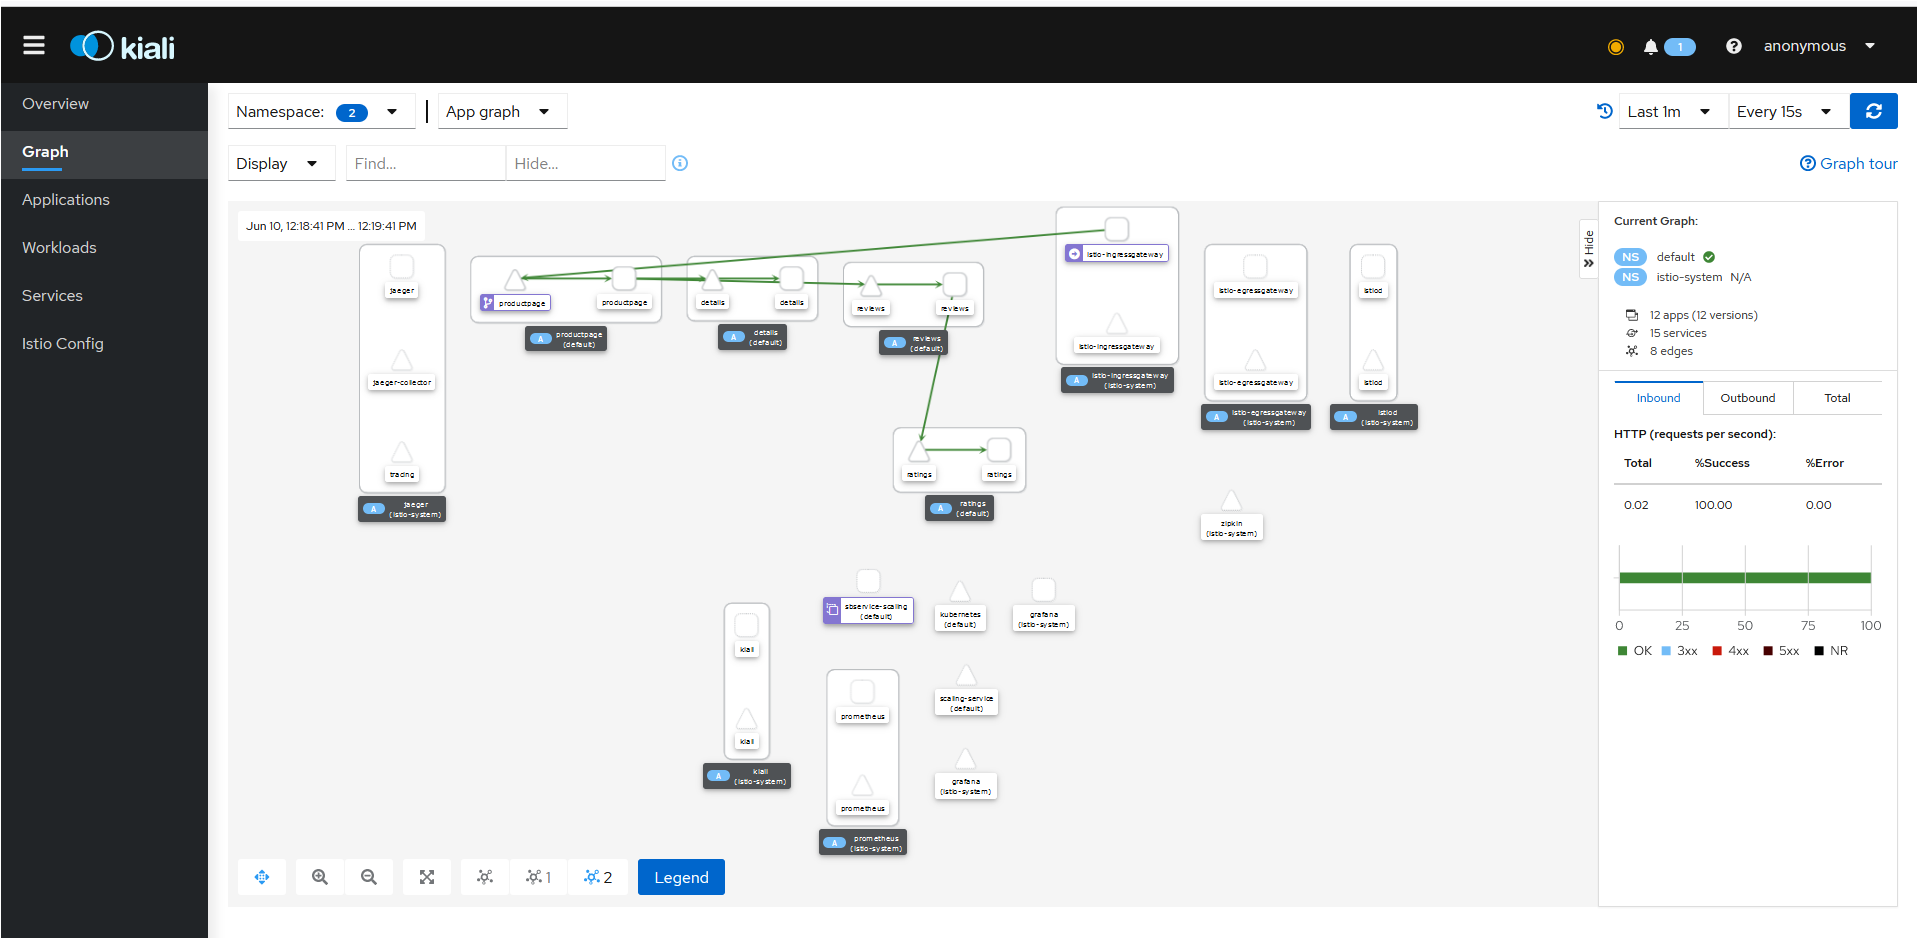 kiali
1
anonymous
Overview
Graph
Applications
Workloads
Services
Istio Config
Namespace: 2
App graph
Last 1m
Every 15s
Display
Find...
Hide...
Graph tour
Jun 10, 12:18:41 PM ... 12:19:41 PM
jaeger
jaeger-collector
tracing
A jaeger
(istio-system)
productpage
productpage
A productpage
(default)
details
details
A details
(default)
reviews
reviews
A reviews
(default)
istio-ingressgateway
istio-ingressgateway
A istio-ingressgateway
(istio-system)
istio-egressgateway
istio-egressgateway
A istio-egressgateway
(istio-system)
istiod
istiod
A istiod
(istio-system)
ratings
ratings
A ratings
(default)
zipkin
(istio-system)
sbservice-scaling
(default)
kubernetes
(default)
grafana
(istio-system)
kiali
kiali
A kiali
(istio-system)
prometheus
prometheus
A prometheus
(istio-system)
scaling-service
(default)
grafana
(istio-system)
1
2
Legend
Hide
Current Graph:
NS default
NS istio-system N/A
12 apps (12 versions)
15 services
8 edges
Inbound Outbound Total
HTTP (requests per second):
Total %Success %Error
0.02 100.00 0.00
0 25 50 75 100
OK 3xx 4xx 5xx NR